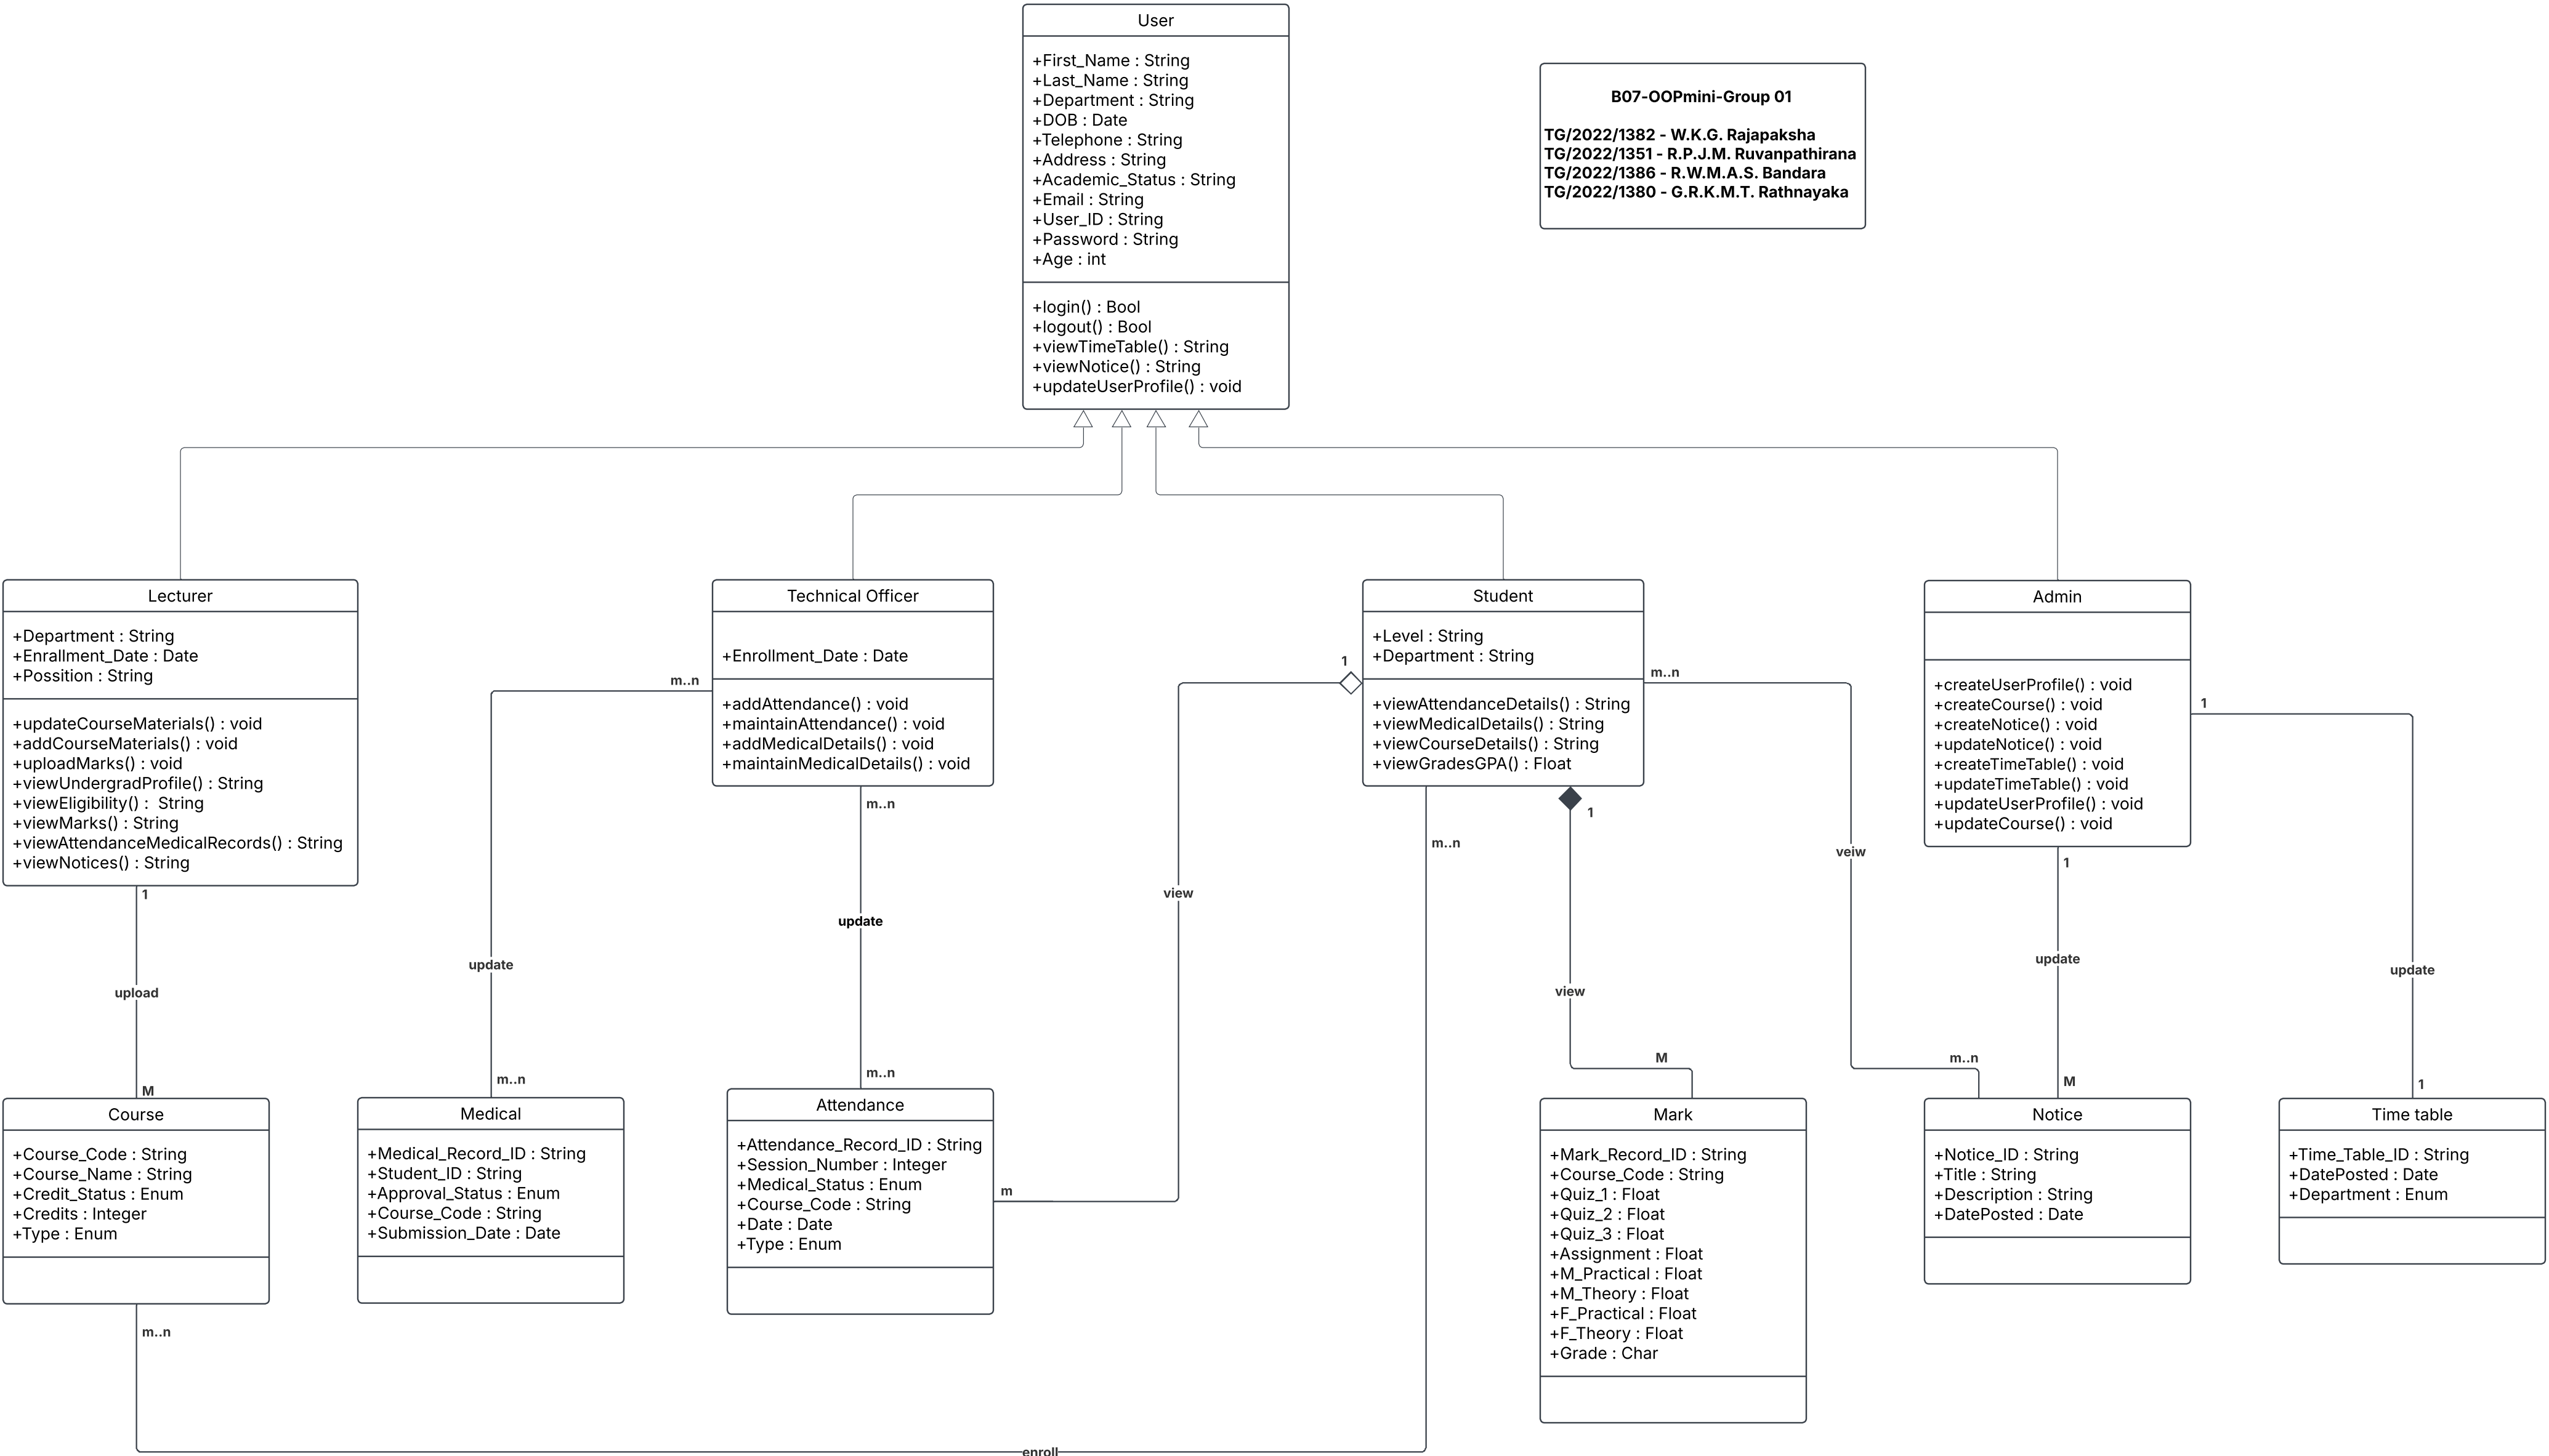 User
+First_Name : String
+Last_Name : String
+Department : String
+DOB : Date
+Telephone : String
+Address : String
+Academic_Status : String
+Email : String
+User_ID : String
+Password : String
+Age : int
+login() : Bool
+logout() : Bool
+viewTimeTable() : String
+viewNotice() : String
+updateUserProfile() : void
B07-OOPmini-Group 01
TG/2022/1382 - W.K.G. Rajapaksha
TG/2022/1351 - R.P.J.M. Ruvanpathirana
TG/2022/1386 - R.W.M.A.S. Bandara
TG/2022/1380 - G.R.K.M.T. Rathnayaka
Lecturer
+Department : String
+Enrallment_Date : Date
+Possition : String
+updateCourseMaterials() : void
+addCourseMaterials() : void
+uploadMarks() : void
+viewUndergradProfile() : String
+viewEligibility() :  String
+viewMarks() : String
+viewAttendanceMedicalRecords() : String
+viewNotices() : String
Technical Officer
+Enrollment_Date : Date
+addAttendance() : void
+maintainAttendance() : void
+addMedicalDetails() : void
+maintainMedicalDetails() : void
Student
+Level : String
+Department : String
+viewAttendanceDetails() : String
+viewMedicalDetails() : String
+viewCourseDetails() : String
+viewGradesGPA() : Float
Admin
+createUserProfile() : void
+createCourse() : void
+createNotice() : void
+updateNotice() : void
+createTimeTable() : void
+updateTimeTable() : void
+updateUserProfile() : void
+updateCourse() : void
1
upload
M
m..n
update
m..n
m..n
update
m..n
1
view
m
m..n
1
view
M
m..n
veiw
m..n
1
update
M
1
update
1
Course
+Course_Code : String
+Course_Name : String
+Credit_Status : Enum
+Credits : Integer
+Type : Enum
Medical
+Medical_Record_ID : String
+Student_ID : String
+Approval_Status : Enum
+Course_Code : String
+Submission_Date : Date
Attendance
+Attendance_Record_ID : String
+Session_Number : Integer
+Medical_Status : Enum
+Course_Code : String
+Date : Date
+Type : Enum
Mark
+Mark_Record_ID : String
+Course_Code : String
+Quiz_1 : Float
+Quiz_2 : Float
+Quiz_3 : Float
+Assignment : Float
+M_Practical : Float
+M_Theory : Float
+F_Practical : Float
+F_Theory : Float
+Grade : Char
Notice
+Notice_ID : String
+Title : String
+Description : String
+DatePosted : Date
Time table
+Time_Table_ID : String
+DatePosted : Date
+Department : Enum
m..n
enroll